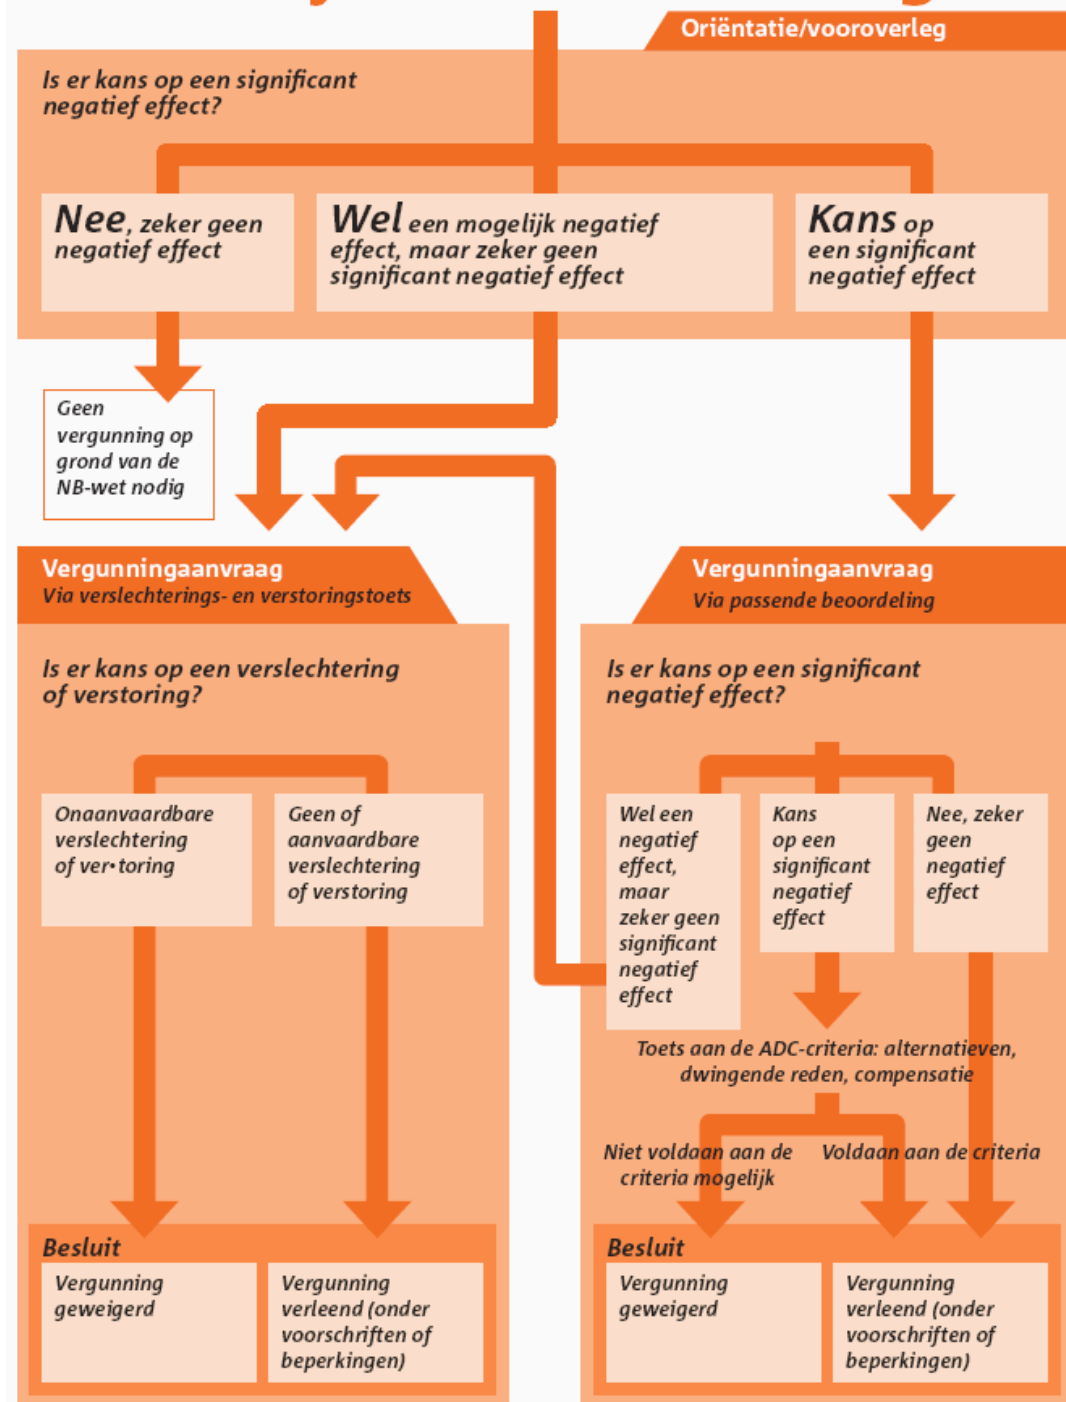 Oriëntatie/vooroverleg
Is er kans op een significant
negatief effect?
Nee, zeker geen
negatief effect
Wel een mogelijk negatief
effect, maar zeker geen
significant negatief effect
Kans op
een significant
negatief effect
Geen
vergunning op
grond van de
NB-wet nodig
Vergunningaanvraag
Via verslechterings- en verstoringstoets
Is er kans op een verslechtering
of verstoring?
Onaanvaardbare
verslechtering
of ver•toring
Geen of
aanvaardbare
verslechtering
of verstoring
Besluit
Vergunning
geweigerd
Vergunning
verleend (onder
voorschriften of
beperkingen)
Vergunningaanvraag
Via passende beoordeling
Is er kans op een significant
negatief effect?
Wel een
negatief
effect,
maar
zeker geen
significant
negatief
effect
Kans
op een
significant
negatief
effect
Nee, zeker
geen
negatief
effect
Toets aan de ADC-criteria: alternatieven,
dwingende reden, compensatie
Niet voldaan aan de
criteria mogelijk
Voldaan aan de criteria
Besluit
Vergunning
geweigerd
Vergunning
verleend (onder
voorschriften of
beperkingen)